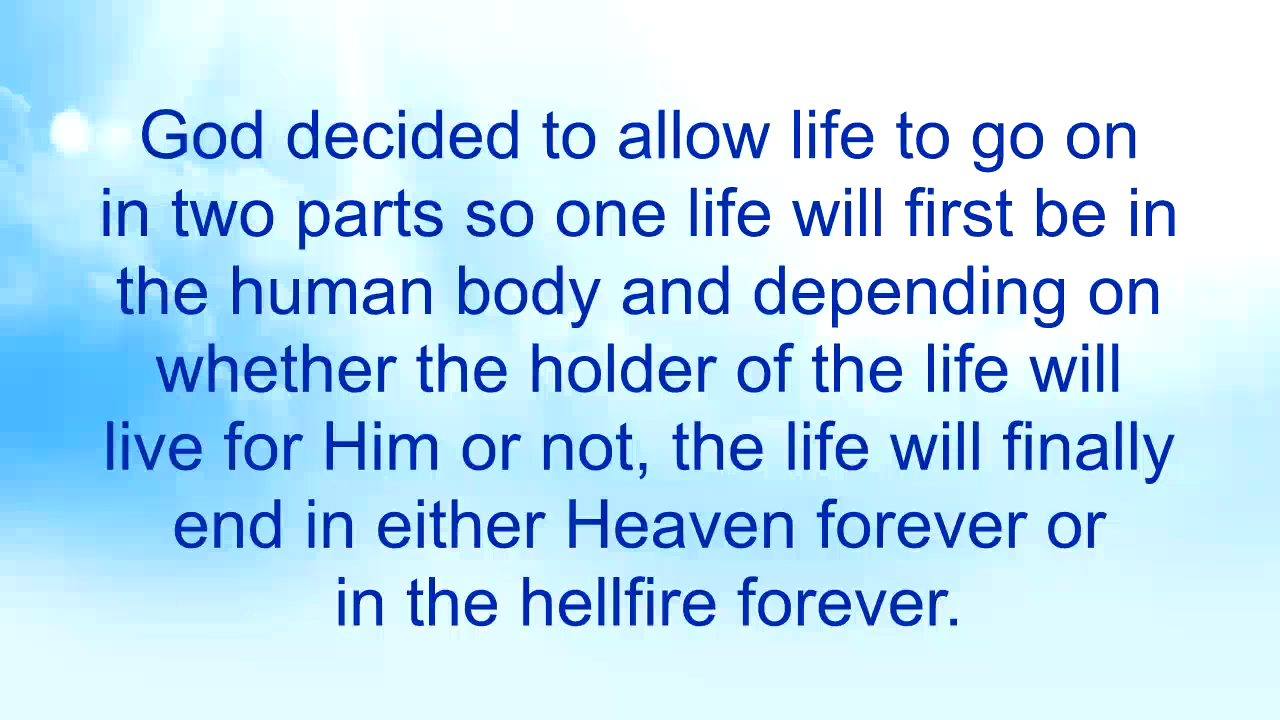 God decided to allow life to go on
in two parts so one life will first be in
the human body and depending on
whether the holder of the life will
live for Him or not, the life will finally
end in either Heaven forever or
in the hellfire forever.